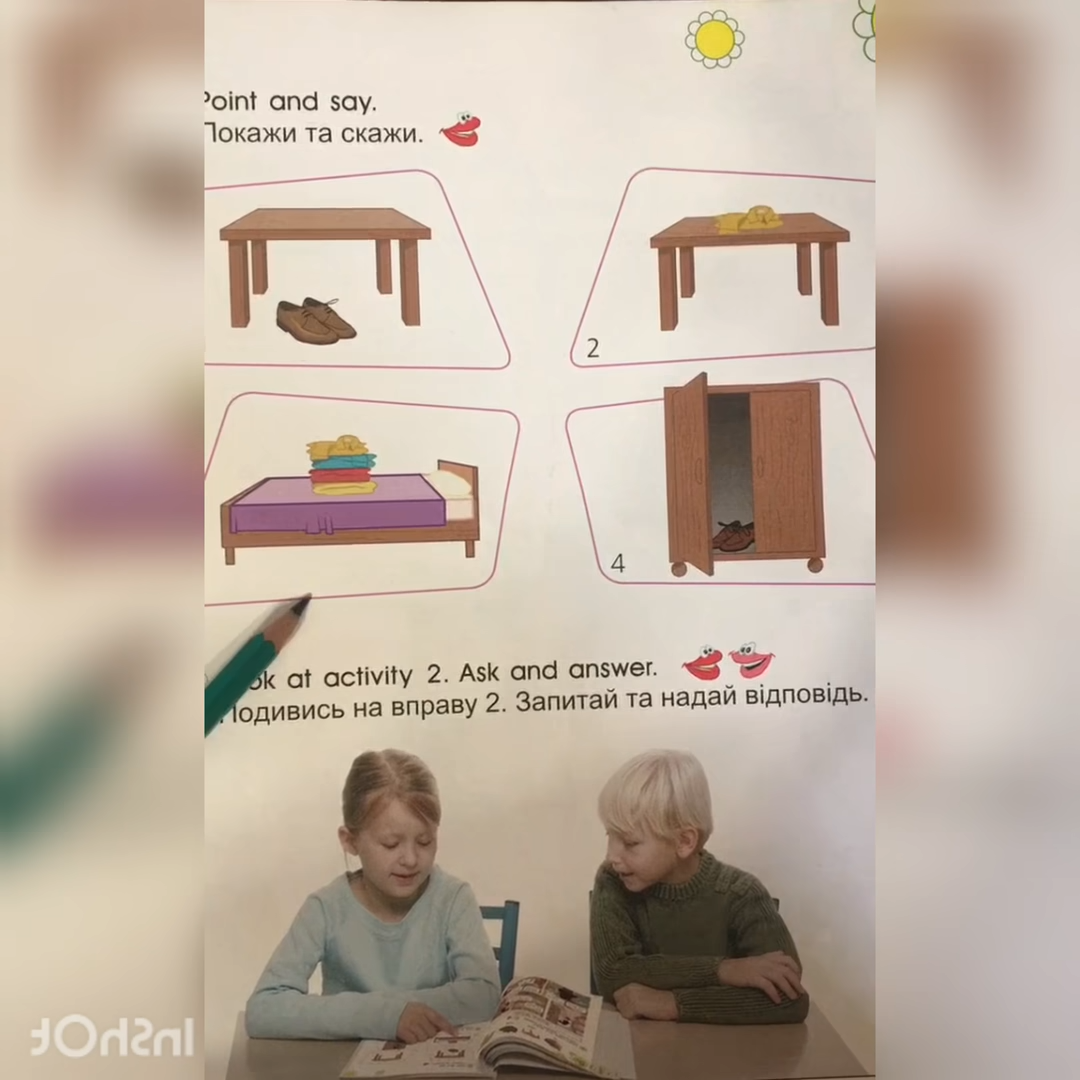 Point and say.
Покажи та скажи.
2
4
at activity 2. Ask and answer.
Подивись на вправу 2. Запитай та надай відповідь.
InShOt